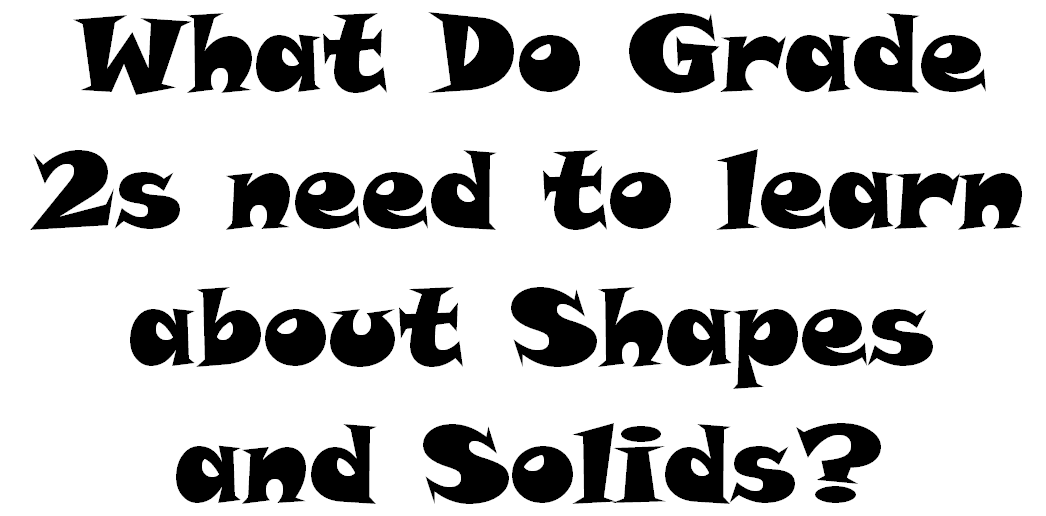 What Do Grade
2s need to learn
about Shapes
and Solids?